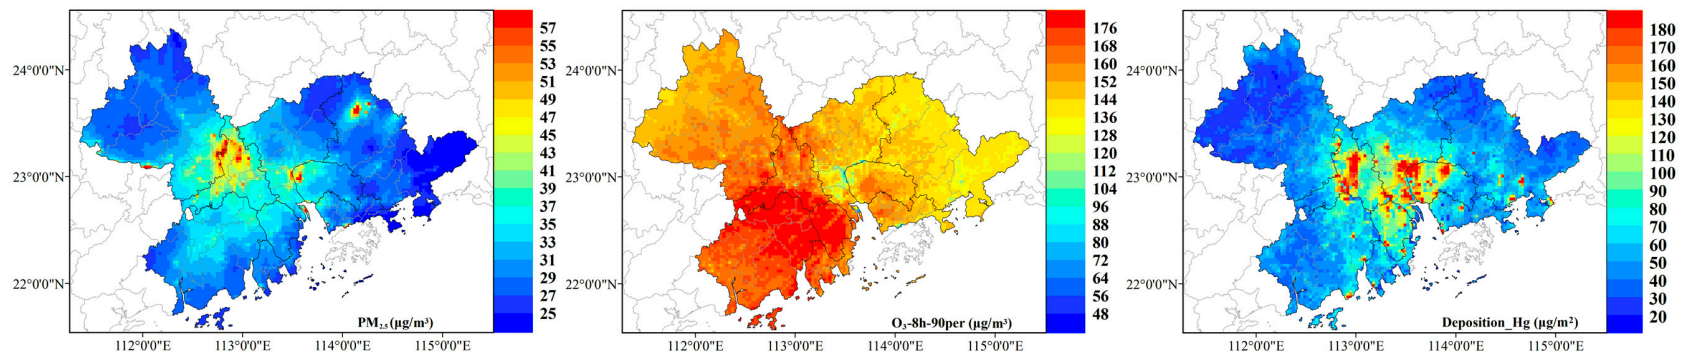 24°0'0"N
23°0'0"N
22°0'0"N
112°0'0"E
113°0'0"E
114°0'0"E
115°0'0"E
PM2.5 (μg/m³)
57
55
53
51
49
47
45
43
41
39
37
35
33
31
29
27
25
24°0'0"N
23°0'0"N
22°0'0"N
112°0'0"E
113°0'0"E
114°0'0"E
115°0'0"E
O3-8h-90per (μg/m³)
176
168
160
152
144
136
128
120
112
104
96
88
80
72
64
56
48
24°0'0"N
23°0'0"N
22°0'0"N
112°0'0"E
113°0'0"E
114°0'0"E
115°0'0"E
Deposition_Hg (μg/m²)
180
170
160
150
140
130
120
110
100
90
80
70
60
50
40
30
20